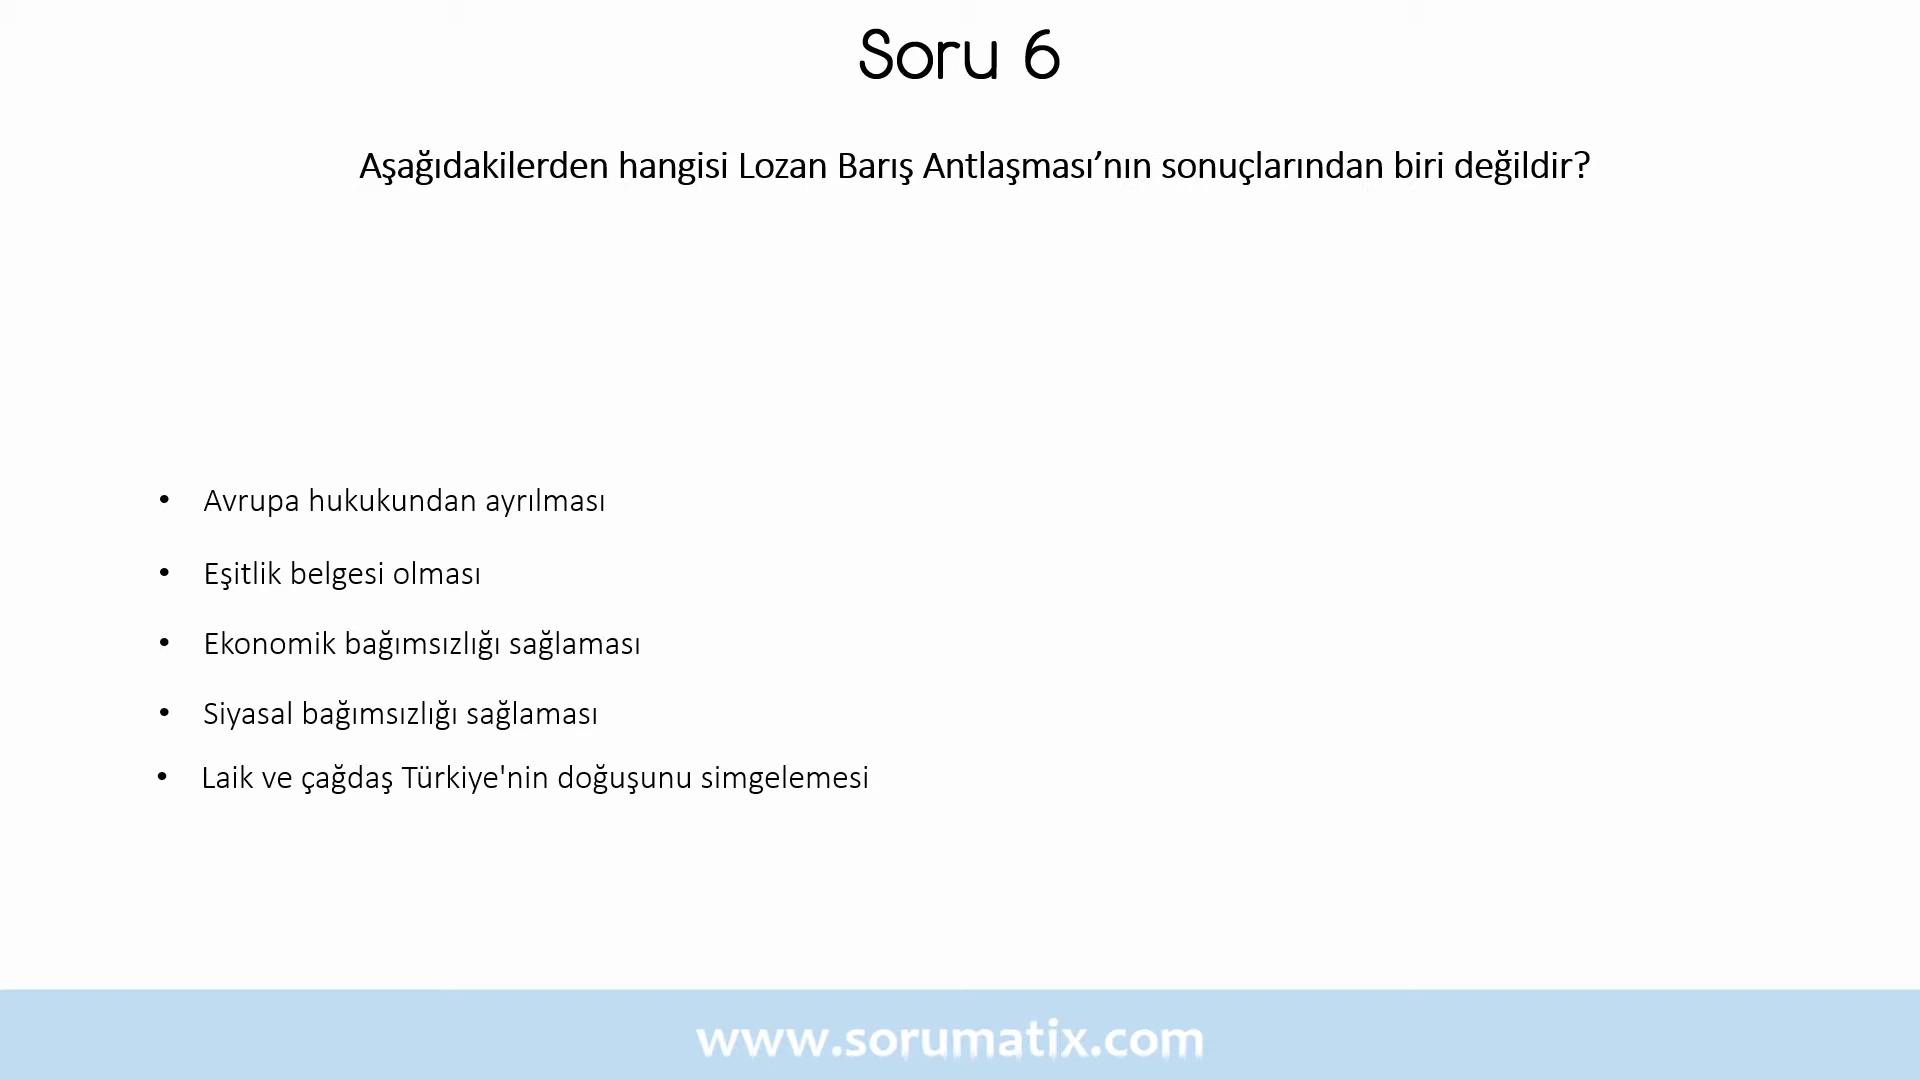 Soru 6
Aşağıdakilerden hangisi Lozan Barış Antlaşması’nın sonuçlarından biri değildir?
• Avrupa hukukundan ayrılması
• Eşitlik belgesi olması
• Ekonomik bağımsızlığı sağlaması
• Siyasal bağımsızlığı sağlaması
• Laik ve çağdaş Türkiye'nin doğuşunu simgelemesi
www.sorumatix.com